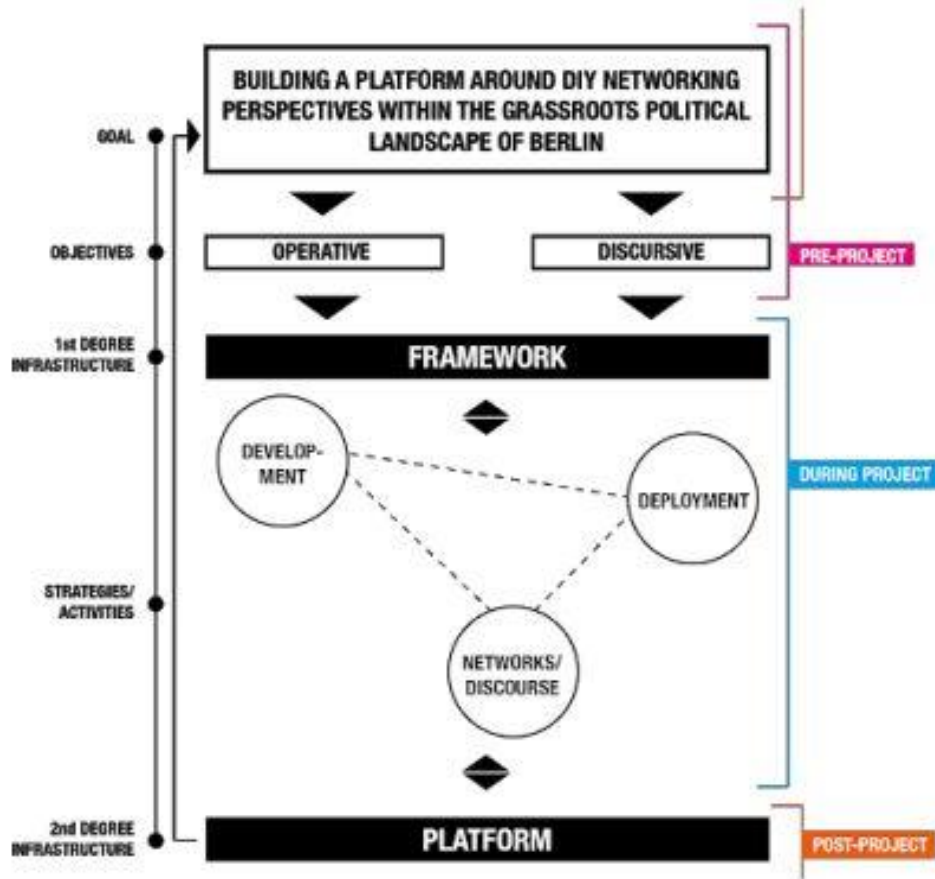 BUILDING A PLATFORM AROUND DIY NETWORKING
PERSPECTIVES WITHIN THE GRASSROOTS POLITICAL
LANDSCAPE OF BERLIN
GOAL
OBJECTIVES
OPERATIVE
DISCURSIVE
PRE-PROJECT
1st DEGREE
INFRASTRUCTURE
FRAMEWORK
DEVELOP-
MENT
DEPLOYMENT
DURING PROJECT
STRATEGIES/
ACTIVITIES
NETWORKS/
DISCOURSE
2nd DEGREE
INFRASTRUCTURE
PLATFORM
POST-PROJECT